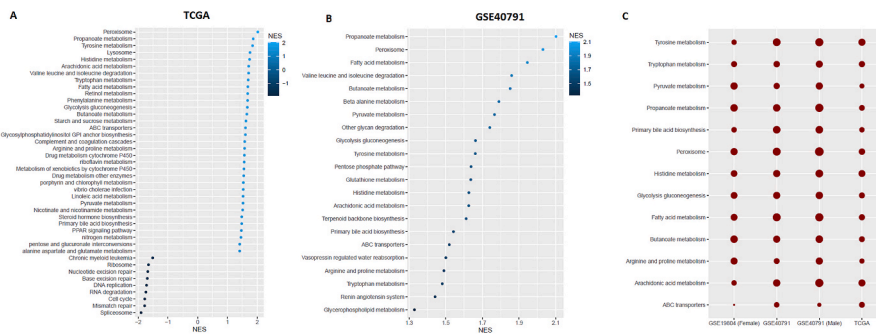 A
TCGA
Peroxisome
Propanoate metabolism
Tyrosine metabolism
Lysosome
Histidine metabolism
Arachidonic acid metabolism
Valine leucine and isoleucine degradation
Tryptophan metabolism
Fatty acid metabolism
Retinol metabolism
Phenylalanine metabolism
Glycolysis gluconeogenesis
Butanoate metabolism
Starch and sucrose metabolism
ABC transporters
Glycosylphosphatidylinositol GPI anchor biosynthesis
Complement and coagulation cascades
Arginine and proline metabolism
Drug metabolism cytochrome P450
riboflavin metabolism
Metabolism of xenobiotics by cytochrome P450
Drug metabolism other enzymes
porphyrin and chlorophyll metabolism
vibrio cholerae infection
Linoleic acid metabolism
Pyruvate metabolism
Nicotinate and nicotinamide metabolism
Steroid hormone biosynthesis
Primary bile acid biosynthesis
PPAR signaling pathway
nitrogen metabolism
pentose and glucuronate interconversions
alanine aspartate and glutamate metabolism
Chronic myeloid leukemia
Ribosome
Nucleotide excision repair
Base excision repair
DNA replication
RNA degradation
Cell cycle
Mismatch repair
Spliceosome
-2 -1 0 1 2
NES
NES
2
1
0
-1
B
GSE40791
Propanoate metabolism
Peroxisome
Fatty acid metabolism
Valine leucine and isoleucine degradation
Butanoate metabolism
Beta alanine metabolism
Pyruvate metabolism
Other glycan degradation
Glycolysis gluconeogenesis
Tyrosine metabolism
Pentose phosphate pathway
Glutathione metabolism
Histidine metabolism
Arachidonic acid metabolism
Terpenoid backbone biosynthesis
Primary bile acid biosynthesis
ABC transporters
Vasopressin regulated water reabsorption
Arginine and proline metabolism
Tryptophan metabolism
Renin angiotensin system
Glycerophospholipid metabolism
1.3 1.5 1.7 1.9 2.1
NES
NES
2.1
1.9
1.7
1.5
C
Tyrosine metabolism
Tryptophan metabolism
Pyruvate metabolism
Propanoate metabolism
Primary bile acid biosynthesis
Peroxisome
Histidine metabolism
Glycolysis gluconeogenesis
Fatty acid metabolism
Butanoate metabolism
Arginine and proline metabolism
Arachidonic acid metabolism
ABC transporters
GSE19804 (Female) GSE40791 GSE40791 (Male) TCGA